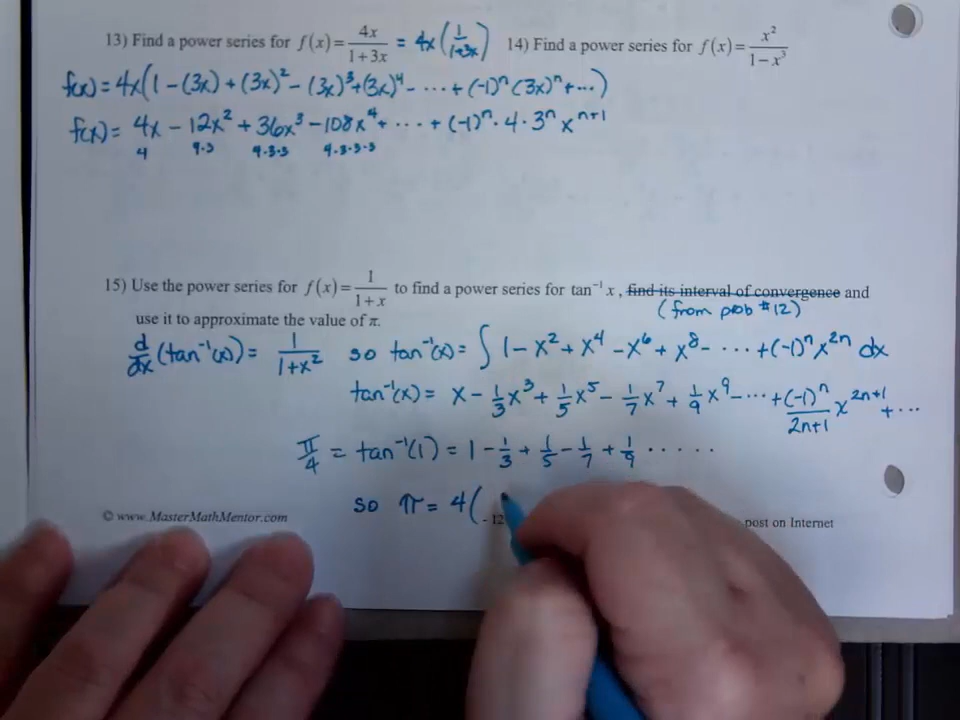 13) Find a power series for f(x) = 4x/(1+3x) = 4x(1/(1+3x))
f(x) = 4x(1 - (3x) + (3x)² - (3x)³ + (3x)⁴ - ··· + (-1)ⁿ (3x)ⁿ + ···)
f(x) = 4x - 12x² + 36x³ - 108x⁴ + ··· + (-1)ⁿ · 4 · 3ⁿ xⁿ⁺¹
4 4·3 4·3·3 4·3·3·3
14) Find a power series for f(x) = x²/(1-x³)
15) Use the power series for f(x) = 1/(1+x) to find a power series for tan⁻¹ x, find its interval of convergence and
(from prob #12)
use it to approximate the value of π.
d/dx (tan⁻¹(x)) = 1/(1+x²) so tan⁻¹(x) = ∫ 1 - x² + x⁴ - x⁶ + x⁸ - ··· + (-1)ⁿ x²ⁿ dx
tan⁻¹(x) = x - 1/3 x³ + 1/5 x⁵ - 1/7 x⁷ + 1/9 x⁹ - ··· + (-1)ⁿ/(2n+1) x²ⁿ⁺¹ + ···
π/4 = tan⁻¹(1) = 1 - 1/3 + 1/5 - 1/7 + 1/9 ·····
so π = 4(
© www.MasterMathMentor.com - 12 post on Internet